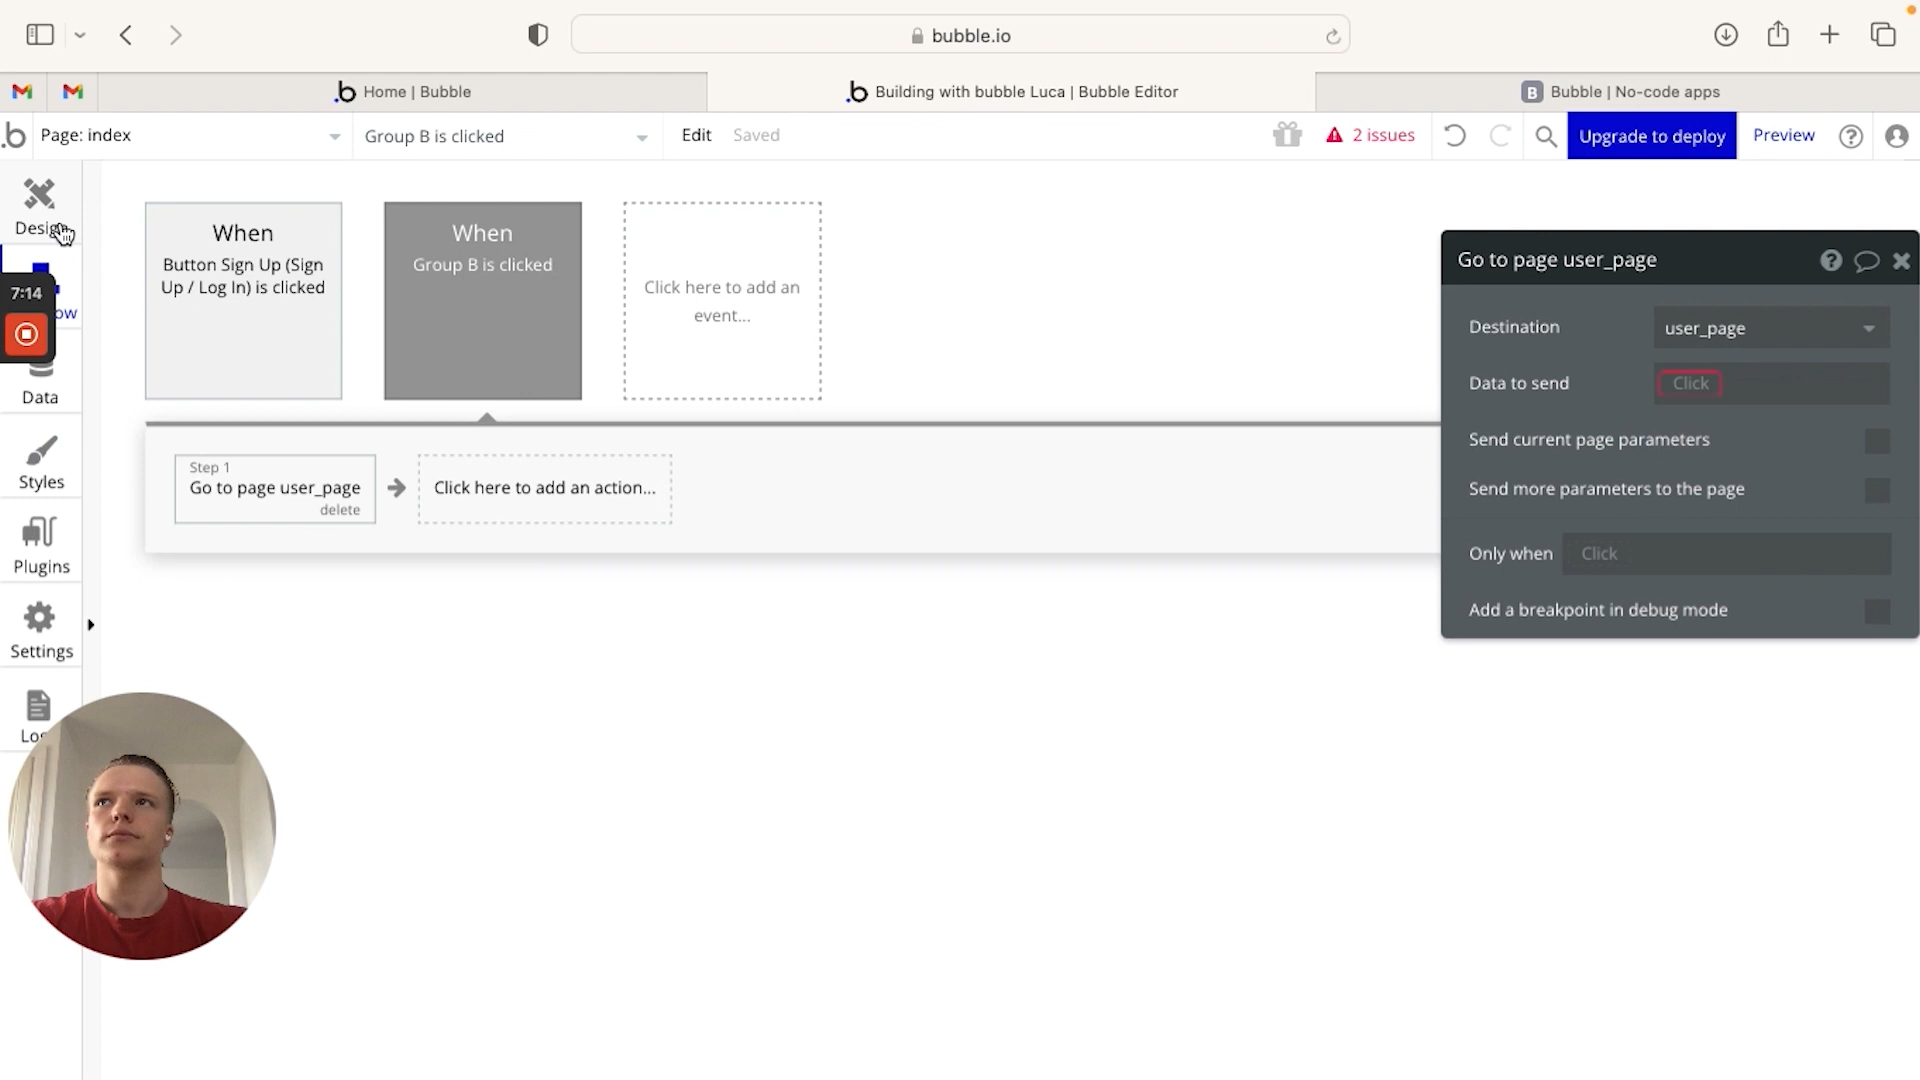 bubble.io
Home | Bubble
Building with bubble Luca | Bubble Editor
B
Bubble | No-code apps
Page: index
Group B is clicked
Edit
Saved
2 issues
Upgrade to deploy
Preview
Design
7:14
ow
Data
Styles
Plugins
Settings
Lo
When
Button Sign Up (Sign
Up / Log In) is clicked
When
Group B is clicked
Click here to add an
event...
Step 1
Go to page user_page
delete
Click here to add an action...
Go to page user_page
Destination
user_page
Data to send
Click
Send current page parameters
Send more parameters to the page
Only when
Click
Add a breakpoint in debug mode